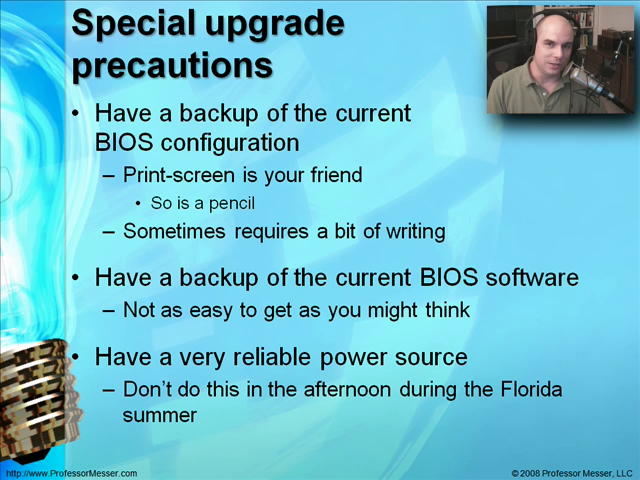 Special upgrade
precautions
• Have a backup of the current
BIOS configuration
– Print-screen is your friend
• So is a pencil
– Sometimes requires a bit of writing
• Have a backup of the current BIOS software
– Not as easy to get as you might think
• Have a very reliable power source
– Don't do this in the afternoon during the Florida
summer
http://www.ProfessorMesser.com
© 2008 Professor Messer, LLC